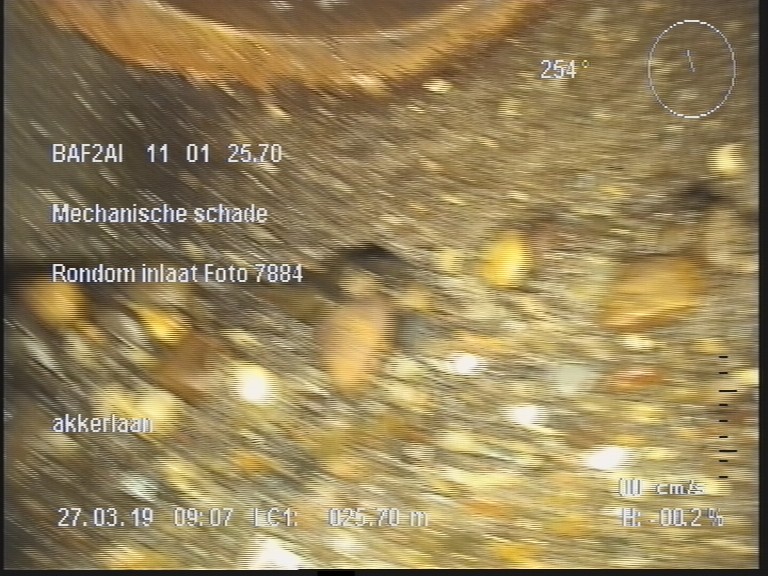 254°
BAF2AI 11 01 25.70
Mechanische schade
Rondom inlaat Foto 7884
akkerlaan
cm/s
27.03.19 09:07 LC1: 025.70 m H: -00.2 %